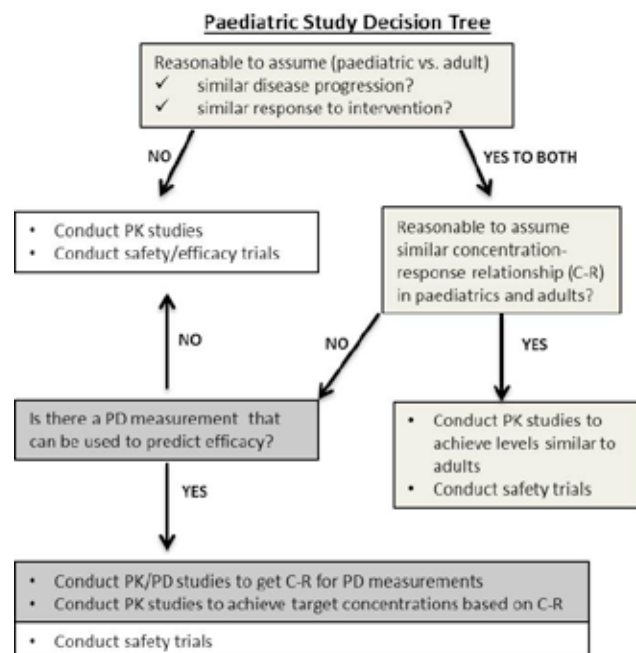 Paediatric Study Decision Tree
Reasonable to assume (paediatric vs. adult)
✓ similar disease progression?
✓ similar response to intervention?
NO
YES TO BOTH
• Conduct PK studies
• Conduct safety/efficacy trials
Reasonable to assume
similar concentration-
response relationship (C-R)
in paediatrics and adults?
NO
NO
YES
Is there a PD measurement that
can be used to predict efficacy?
• Conduct PK studies to
achieve levels similar to
adults
• Conduct safety trials
YES
• Conduct PK/PD studies to get C-R for PD measurements
• Conduct PK studies to achieve target concentrations based on C-R
• Conduct safety trials